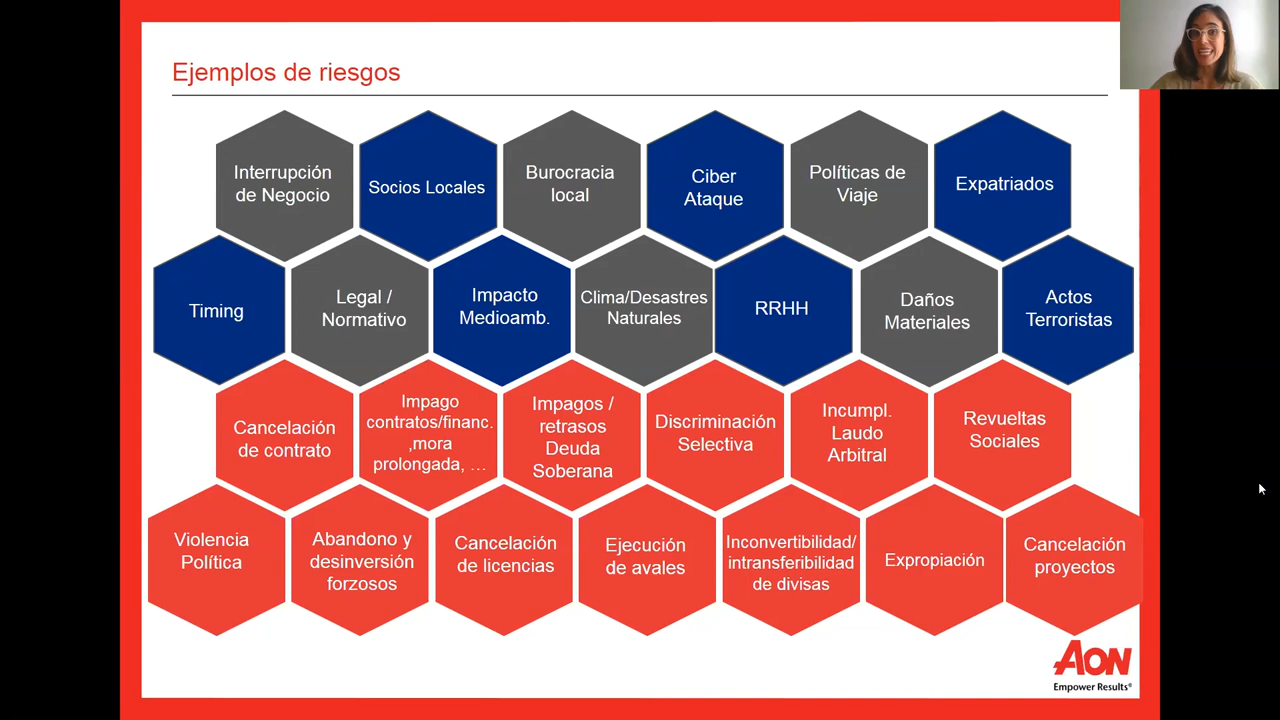 Ejemplos de riesgos
Interrupción
de Negocio
Socios Locales
Burocracia
local
Ciber
Ataque
Políticas de
Viaje
Expatriados
Timing
Legal /
Normativo
Impacto
Medioamb.
Clima/Desastres
Naturales
RRHH
Daños
Materiales
Actos
Terroristas
Cancelación
de contrato
Impago
contratos/financ.
,mora
prolongada, …
Impagos /
retrasos
Deuda
Soberana
Discriminación
Selectiva
Incumpl.
Laudo
Arbitral
Revueltas
Sociales
Violencia
Política
Abandono y
desinversión
forzosos
Cancelación
de licencias
Ejecución
de avales
Inconvertibilidad/
intransferibilidad
de divisas
Expropiación
Cancelación
proyectos
AON
Empower Results®